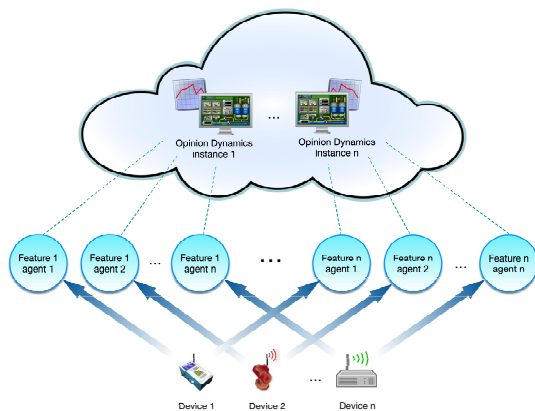 ...
Opinion Dynamics
instance 1
Opinion Dynamics
instance n
Feature 1
agent 1
Feature 1
agent 2
...
Feature 1
agent n
...
Feature n
agent 1
Feature n
agent 2
...
Feature n
agent n
Device 1
Device 2
...
Device n